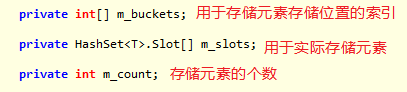 private int[] m_buckets; 用于存储元素存储位置的索引
private HashSet<T>.Slot[] m_slots; 用于实际存储元素
private int m_count; 存储元素的个数